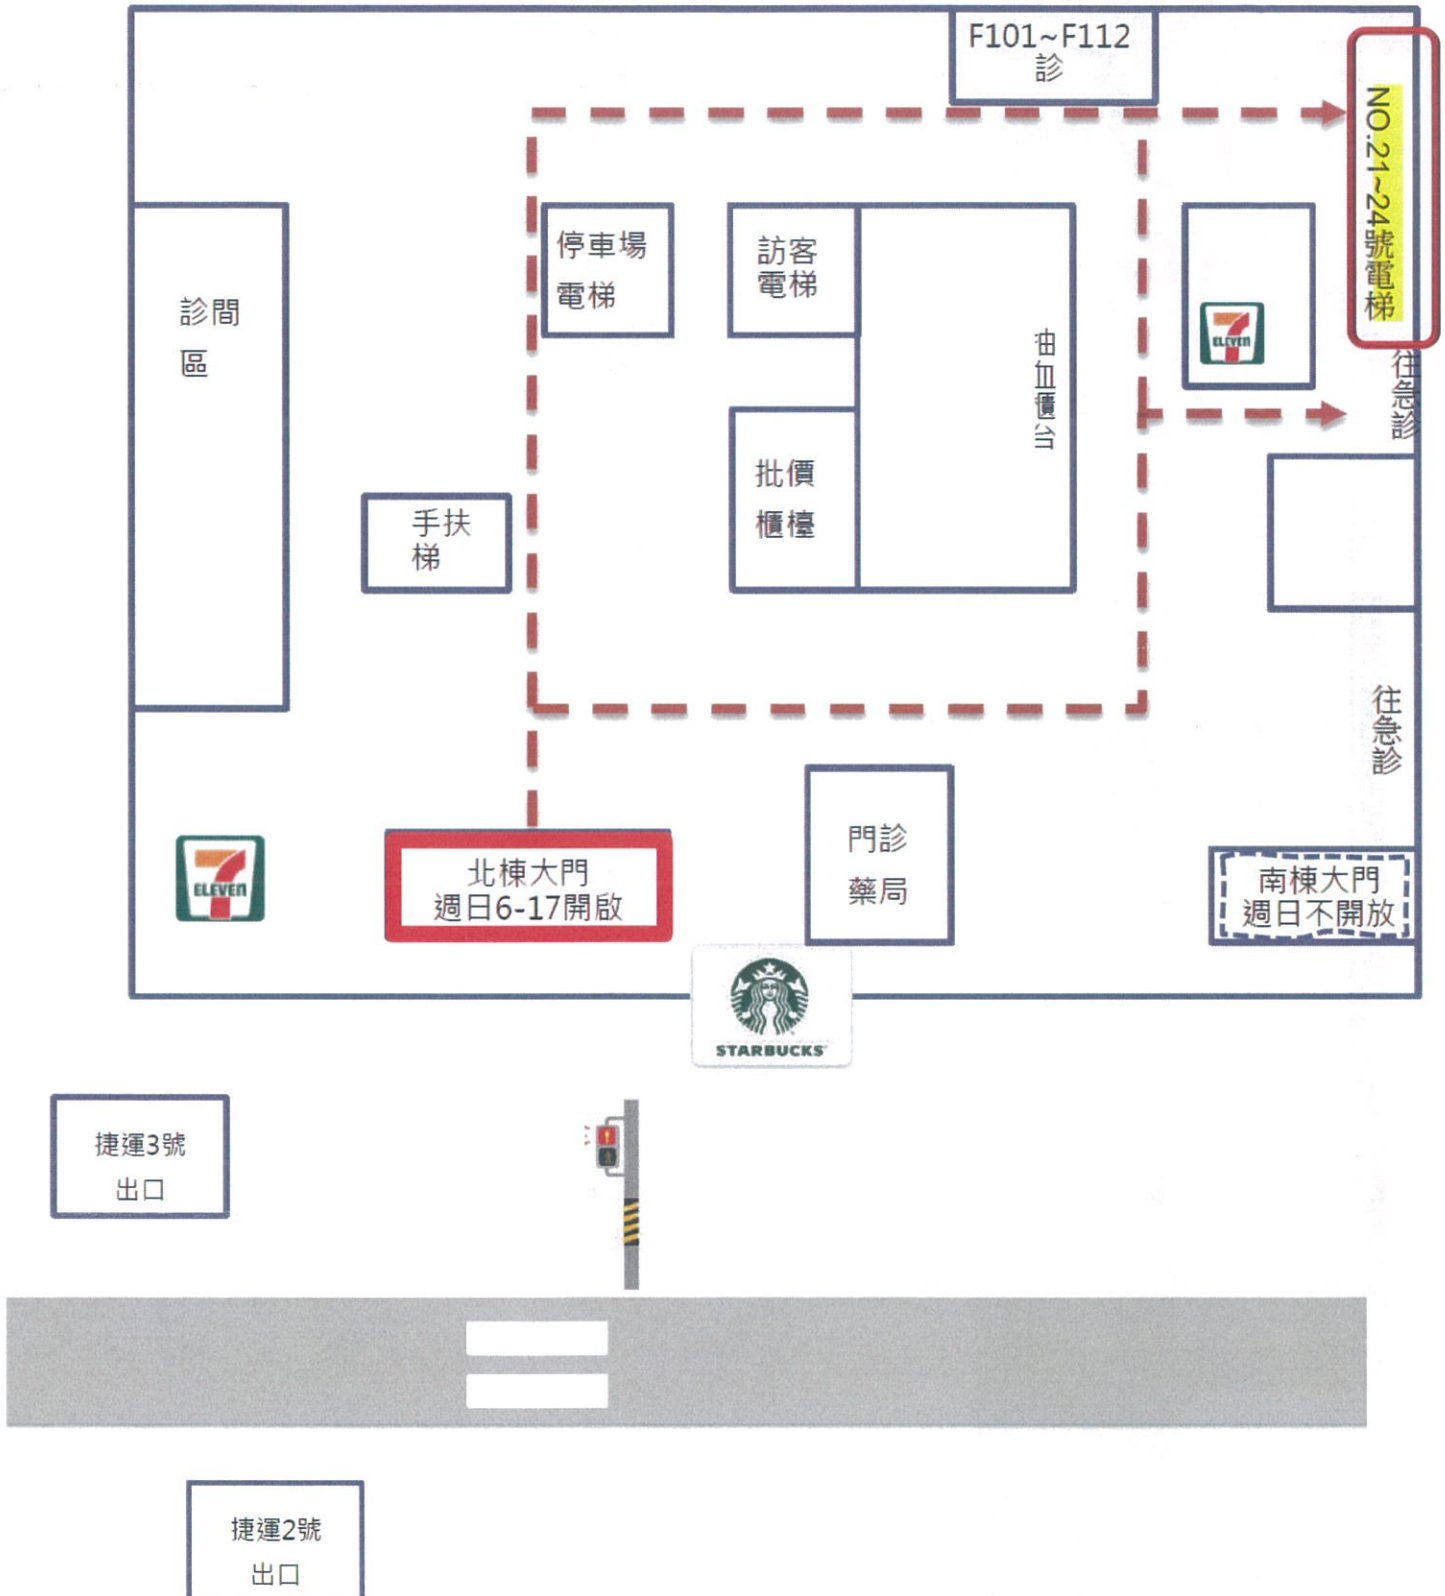 F101~F112
診
NO.21~24號電梯
停車場
電梯
訪客
電梯
診間
區
抽血櫃台
ELEVEN
往急診
批價
櫃檯
手扶
梯
往急診
門診
藥局
ELEVEN
北棟大門
週日6-17開啟
南棟大門
週日不開放
STARBUCKS
捷運3號
出口
捷運2號
出口